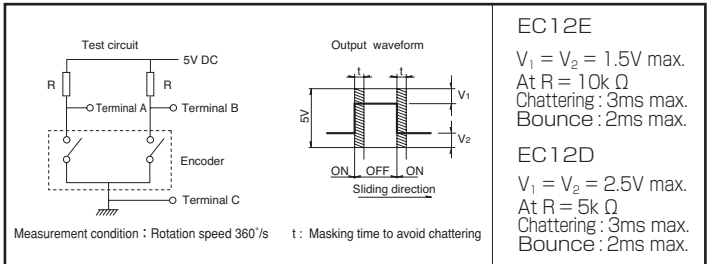 Test circuit
5V DC
R
R
Terminal A
Terminal B
Encoder
Terminal C
Measurement condition : Rotation speed 360˚/s
Output waveform
t
t
V1
5V
V2
ON
OFF
ON
Sliding direction
t : Masking time to avoid chattering
EC12E
V₁ = V₂ = 1.5V max.
At R = 10k Ω
Chattering : 3ms max.
Bounce : 2ms max.
EC12D
V₁ = V₂ = 2.5V max.
At R = 5k Ω
Chattering : 3ms max.
Bounce : 2ms max.